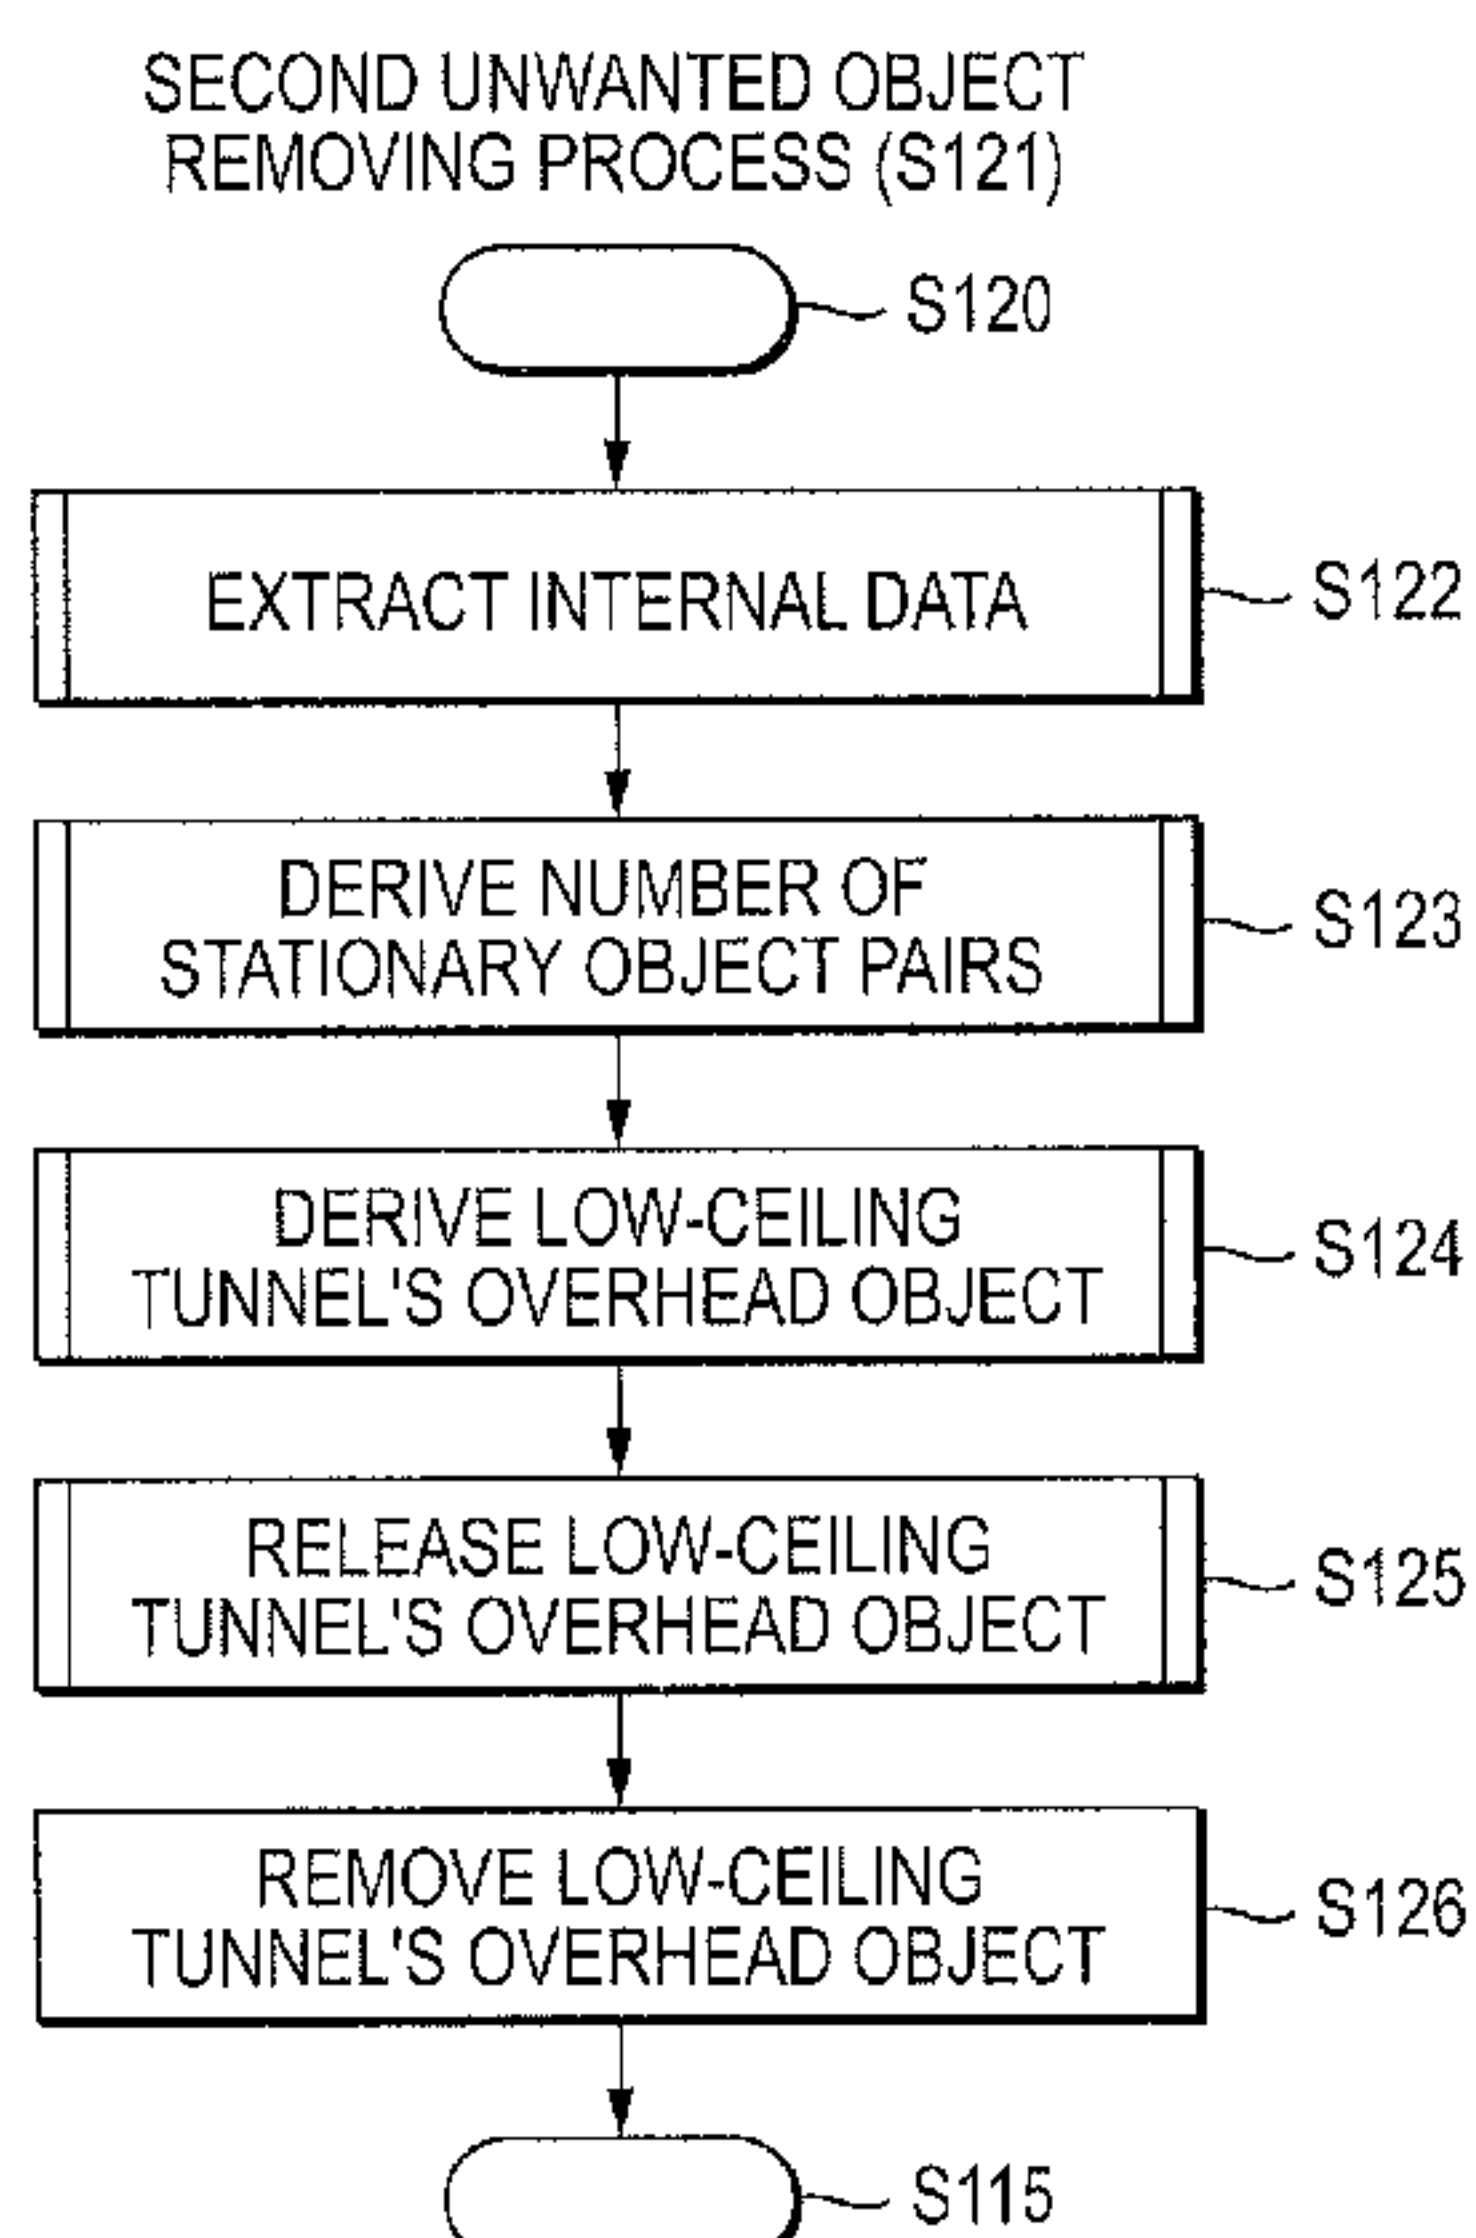 SECOND UNWANTED OBJECT
REMOVING PROCESS (S121)
S120
EXTRACT INTERNAL DATA
S122
DERIVE NUMBER OF
STATIONARY OBJECT PAIRS
S123
DERIVE LOW-CEILING
TUNNEL'S OVERHEAD OBJECT
S124
RELEASE LOW-CEILING
TUNNEL'S OVERHEAD OBJECT
S125
REMOVE LOW-CEILING
TUNNEL'S OVERHEAD OBJECT
S126
S115